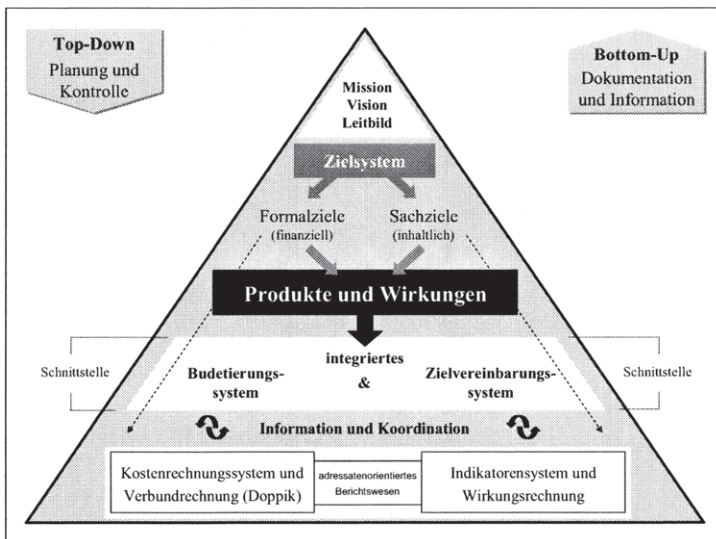 Top-Down
Planung und
Kontrolle
Bottom-Up
Dokumentation
und Information
Mission
Vision
Leitbild
Zielsystem
Formalziele
(finanziell)
Sachziele
(inhaltlich)
Produkte und Wirkungen
Schnittstelle
Budetierungs-
system
integriertes
&
Zielvereinbarungs-
system
Schnittstelle
Information und Koordination
Kostenrechnungssystem und
Verbundrechnung (Doppik)
adressatenorientiertes
Berichtswesen
Indikatorensystem und
Wirkungsrechnung